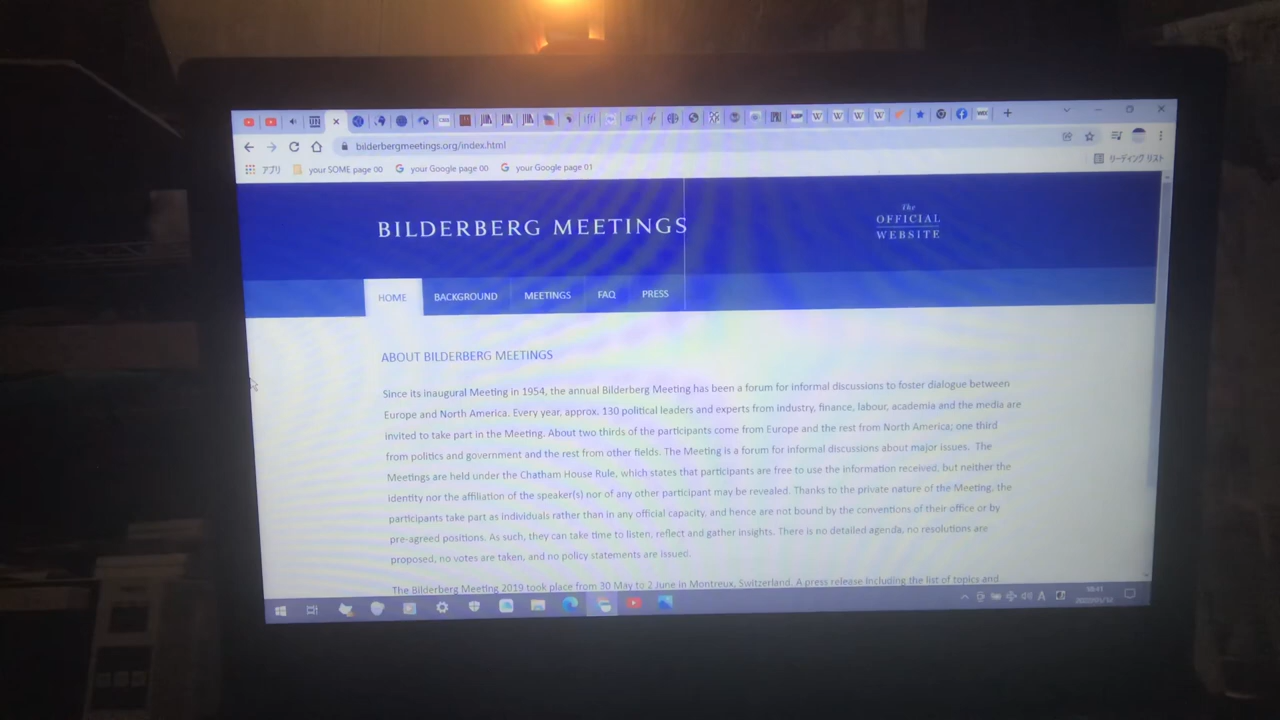 bilderbergmeetings.org/index.html
アプリ your SOME page 00 your Google page 00 your Google page 01 リーディング リスト
BILDERBERG MEETINGS
The
OFFICIAL
WEBSITE
HOME BACKGROUND MEETINGS FAQ PRESS
ABOUT BILDERBERG MEETINGS
Since its inaugural Meeting in 1954, the annual Bilderberg Meeting has been a forum for informal discussions to foster dialogue between
Europe and North America. Every year, approx. 130 political leaders and experts from industry, finance, labour, academia and the media are
invited to take part in the Meeting. About two thirds of the participants come from Europe and the rest from North America; one third
from politics and government and the rest from other fields. The Meeting is a forum for informal discussions about major issues. The
Meetings are held under the Chatham House Rule, which states that participants are free to use the information received, but neither the
identity nor the affiliation of the speaker(s) nor of any other participant may be revealed. Thanks to the private nature of the Meeting, the
participants take part as individuals rather than in any official capacity, and hence are not bound by the conventions of their office or by
pre-agreed positions. As such, they can take time to listen, reflect and gather insights. There is no detailed agenda, no resolutions are
proposed, no votes are taken, and no policy statements are issued.
The Bilderberg Meeting 2019 took place from 30 May to 2 June in Montreux, Switzerland. A press release including the list of topics and
A